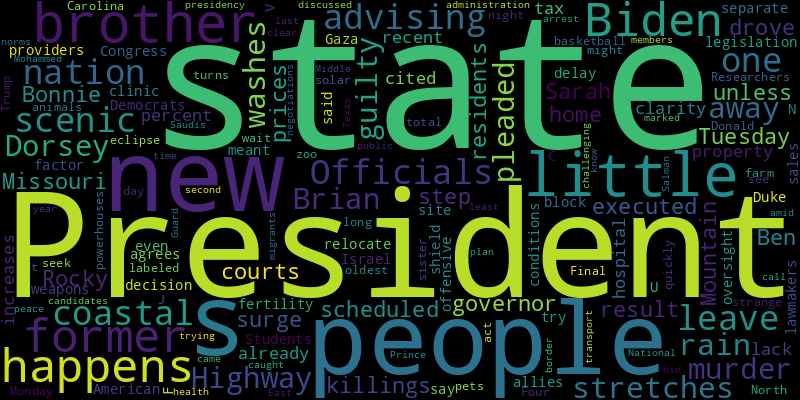 Carolina
presidency
V
last
clear
discussed
administration
night
arrest
separate
brother
advising
Biden
tax
drove
norms
Mohammed
providers
Congress
state
washes
Gaza
recent
basketball
might
legislation
members
nation
turns
Middle
solar
prices
negotiations
cited
guilty
residents
delay
one
Researchers
Trump
Bonnie
clinic
animals
Democrats
said
Texas
pleaded
Sarah
unless
scenic
percent
total
home
clarity
away
Donald
N
marked
Dorsey
eclipse
wait
meant
zoo
public
challenging
know
Tuesday
property
sales
factor
time
new
Officials
C
little
Salman
farm
see
Missouri
day
second
Brian
step
conditions
block
executed
Duke
year
President
powerhouses
Guard
long
site
relocate
Israel
shield
sister
offensive
hospital
quickly
Mountain
oversight
amid
Ben
t
seek
even
agrees
labeled
migrants
oldest
least
plan
call
lawmakers
increases
Rocky
weapons
decision
courts
Final
U
strange
peace
candidates
J
fertility
governor
result
leave
coastal
s
scheduled
act
try
former
surge
Students
people
transport
rain
lack
trying
already
border
National
happens
came
caught
Prince
bin
murder
Monday
American
F
health
Highway
East
killings
say
pets
Four
allies
stretches
North
Saudis